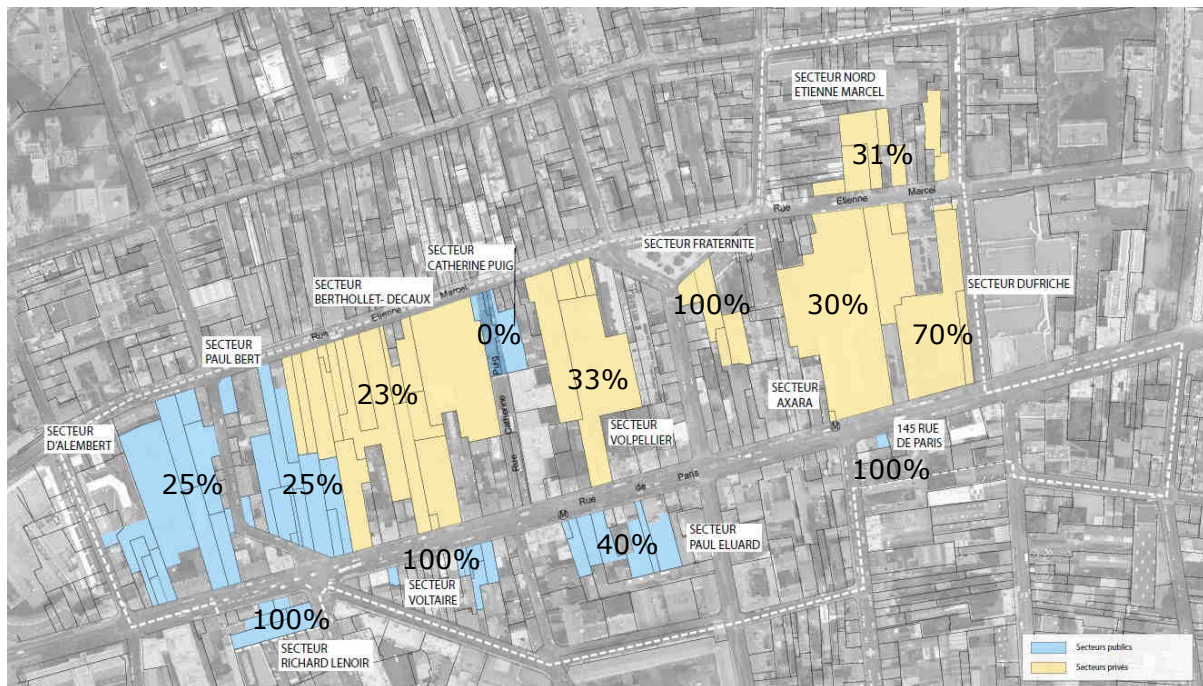 SECTEUR NORD
ETIENNE MARCEL
31%
Rue Etienne Marcel
SECTEUR FRATERNITE
SECTEUR
CATHERINE PUIG
SECTEUR
BERTHOLLET- DECAUX
Rue Etienne Marcel
SECTEUR DUFRICHE
100%
30%
70%
0%
SECTEUR
PAUL BERT
23%
33%
Rue Catherine Puig
SECTEUR
AXARA
SECTEUR
D'ALEMBERT
SECTEUR
VOLPELLIER
M
145 RUE
DE PARIS
100%
25%
25%
Rue de Paris
M
SECTEUR
PAUL ELUARD
40%
100%
SECTEUR
VOLTAIRE
100%
SECTEUR
RICHARD LENOIR
Secteurs publics
Secteurs privés